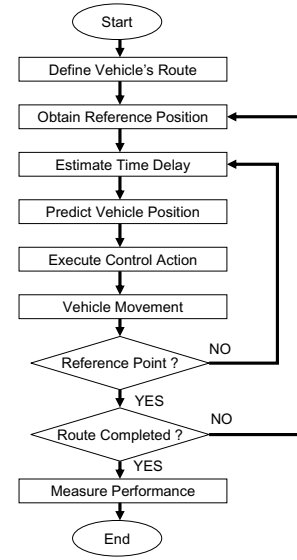 Start
Define Vehicle's Route
Obtain Reference Position
Estimate Time Delay
Predict Vehicle Position
Execute Control Action
Vehicle Movement
Reference Point ?
NO
YES
Route Completed ?
NO
YES
Measure Performance
End